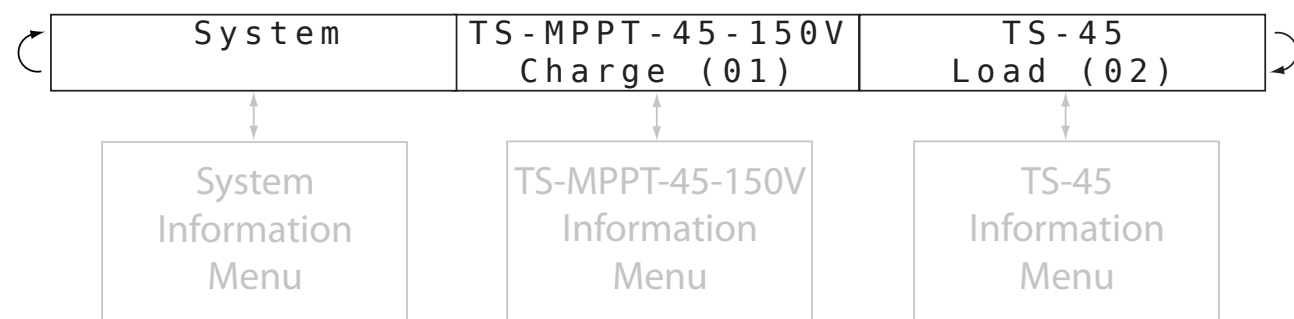 System
TS-MPPT-45-150V
Charge (01)
TS-45
Load (02)
System
Information
Menu
TS-MPPT-45-150V
Information
Menu
TS-45
Information
Menu